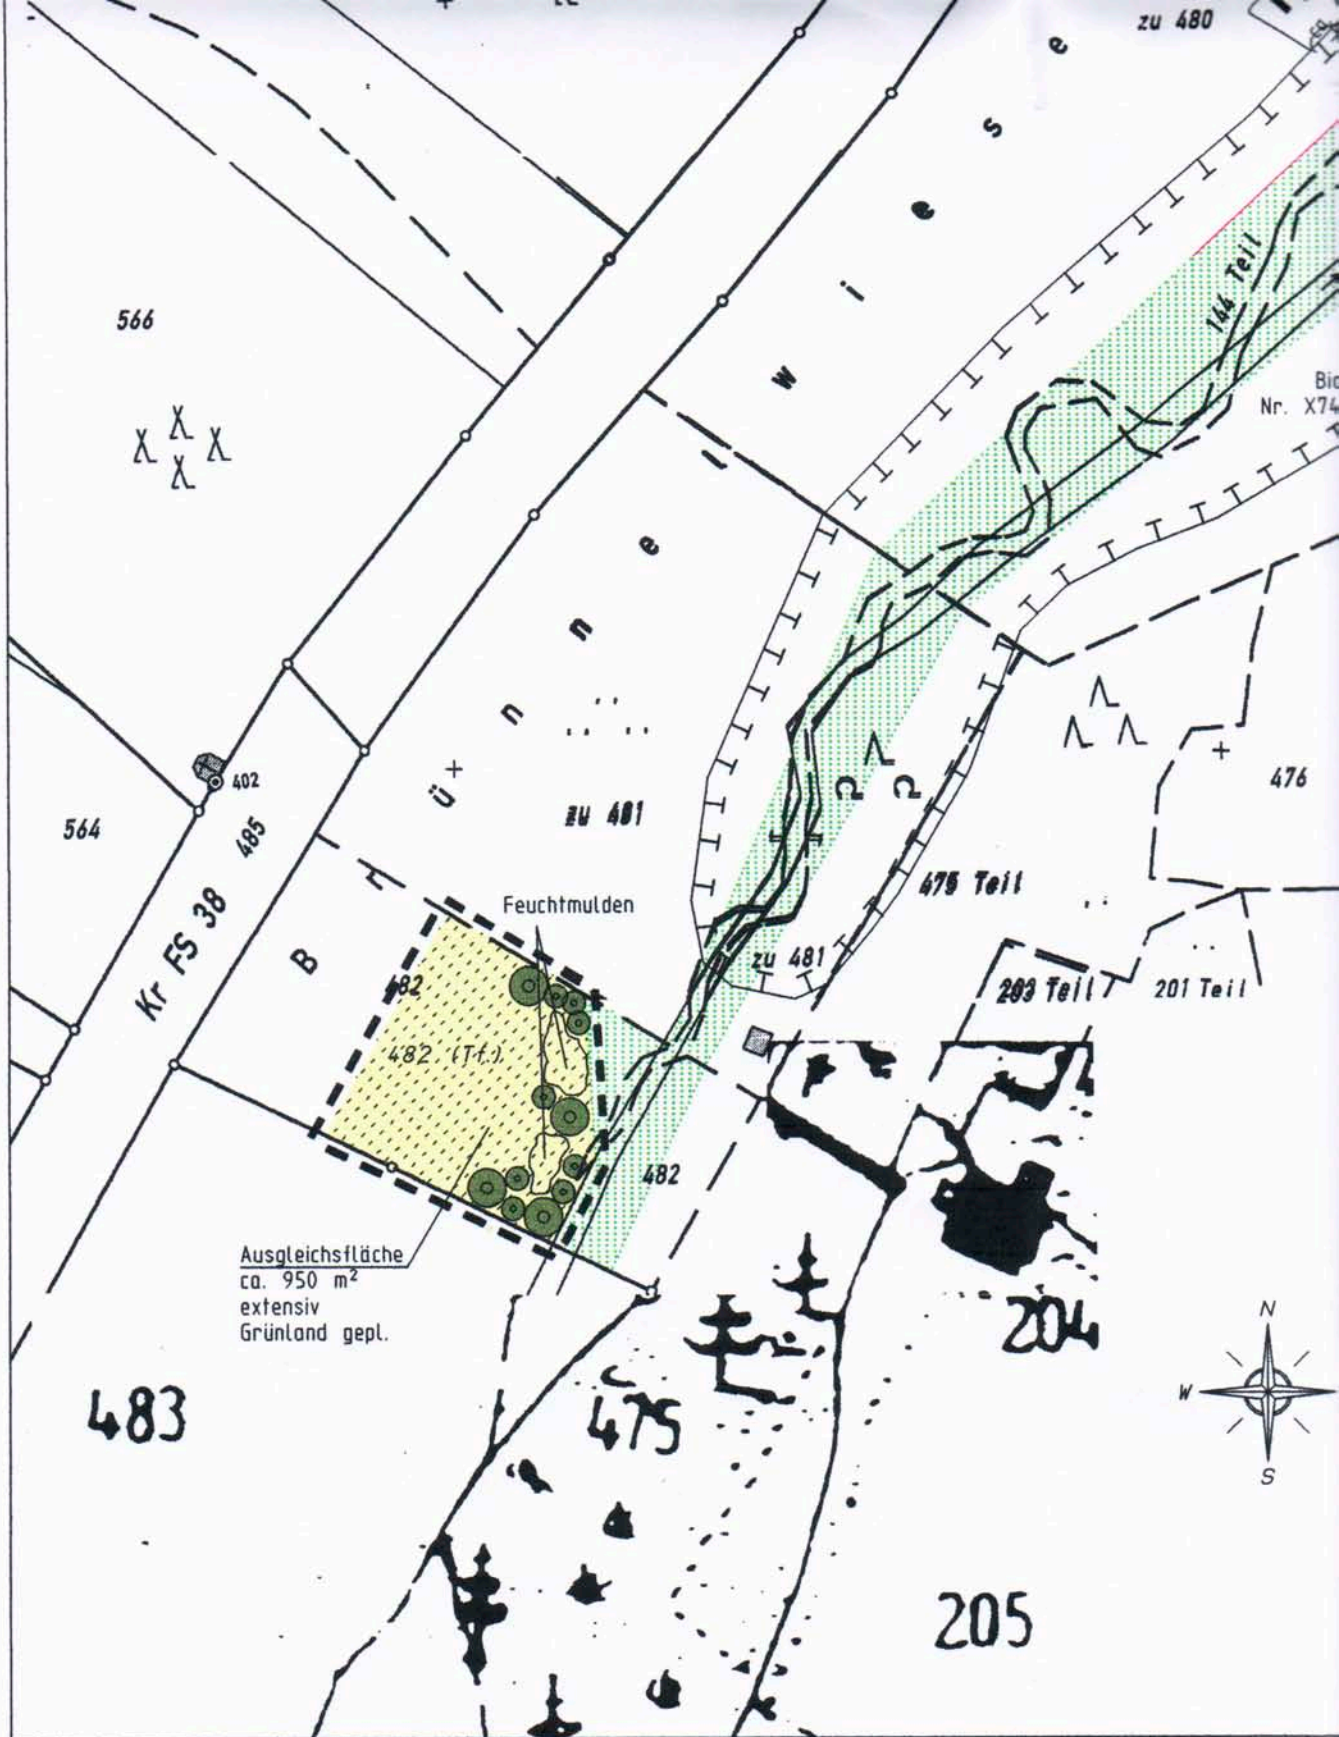 zu 480
Brünnenwiese
566
144 Teil
Nr. X74
402
564
485
zu 481
476
Kr FS 38
Feuchtmulden
475 Teil
zu 481
482
203 Teil
201 Teil
482 (Tf.)
482
Ausgleichsfläche
ca. 950 m²
extensiv
Grünland gepl.
204
N
W
S
483
475
205